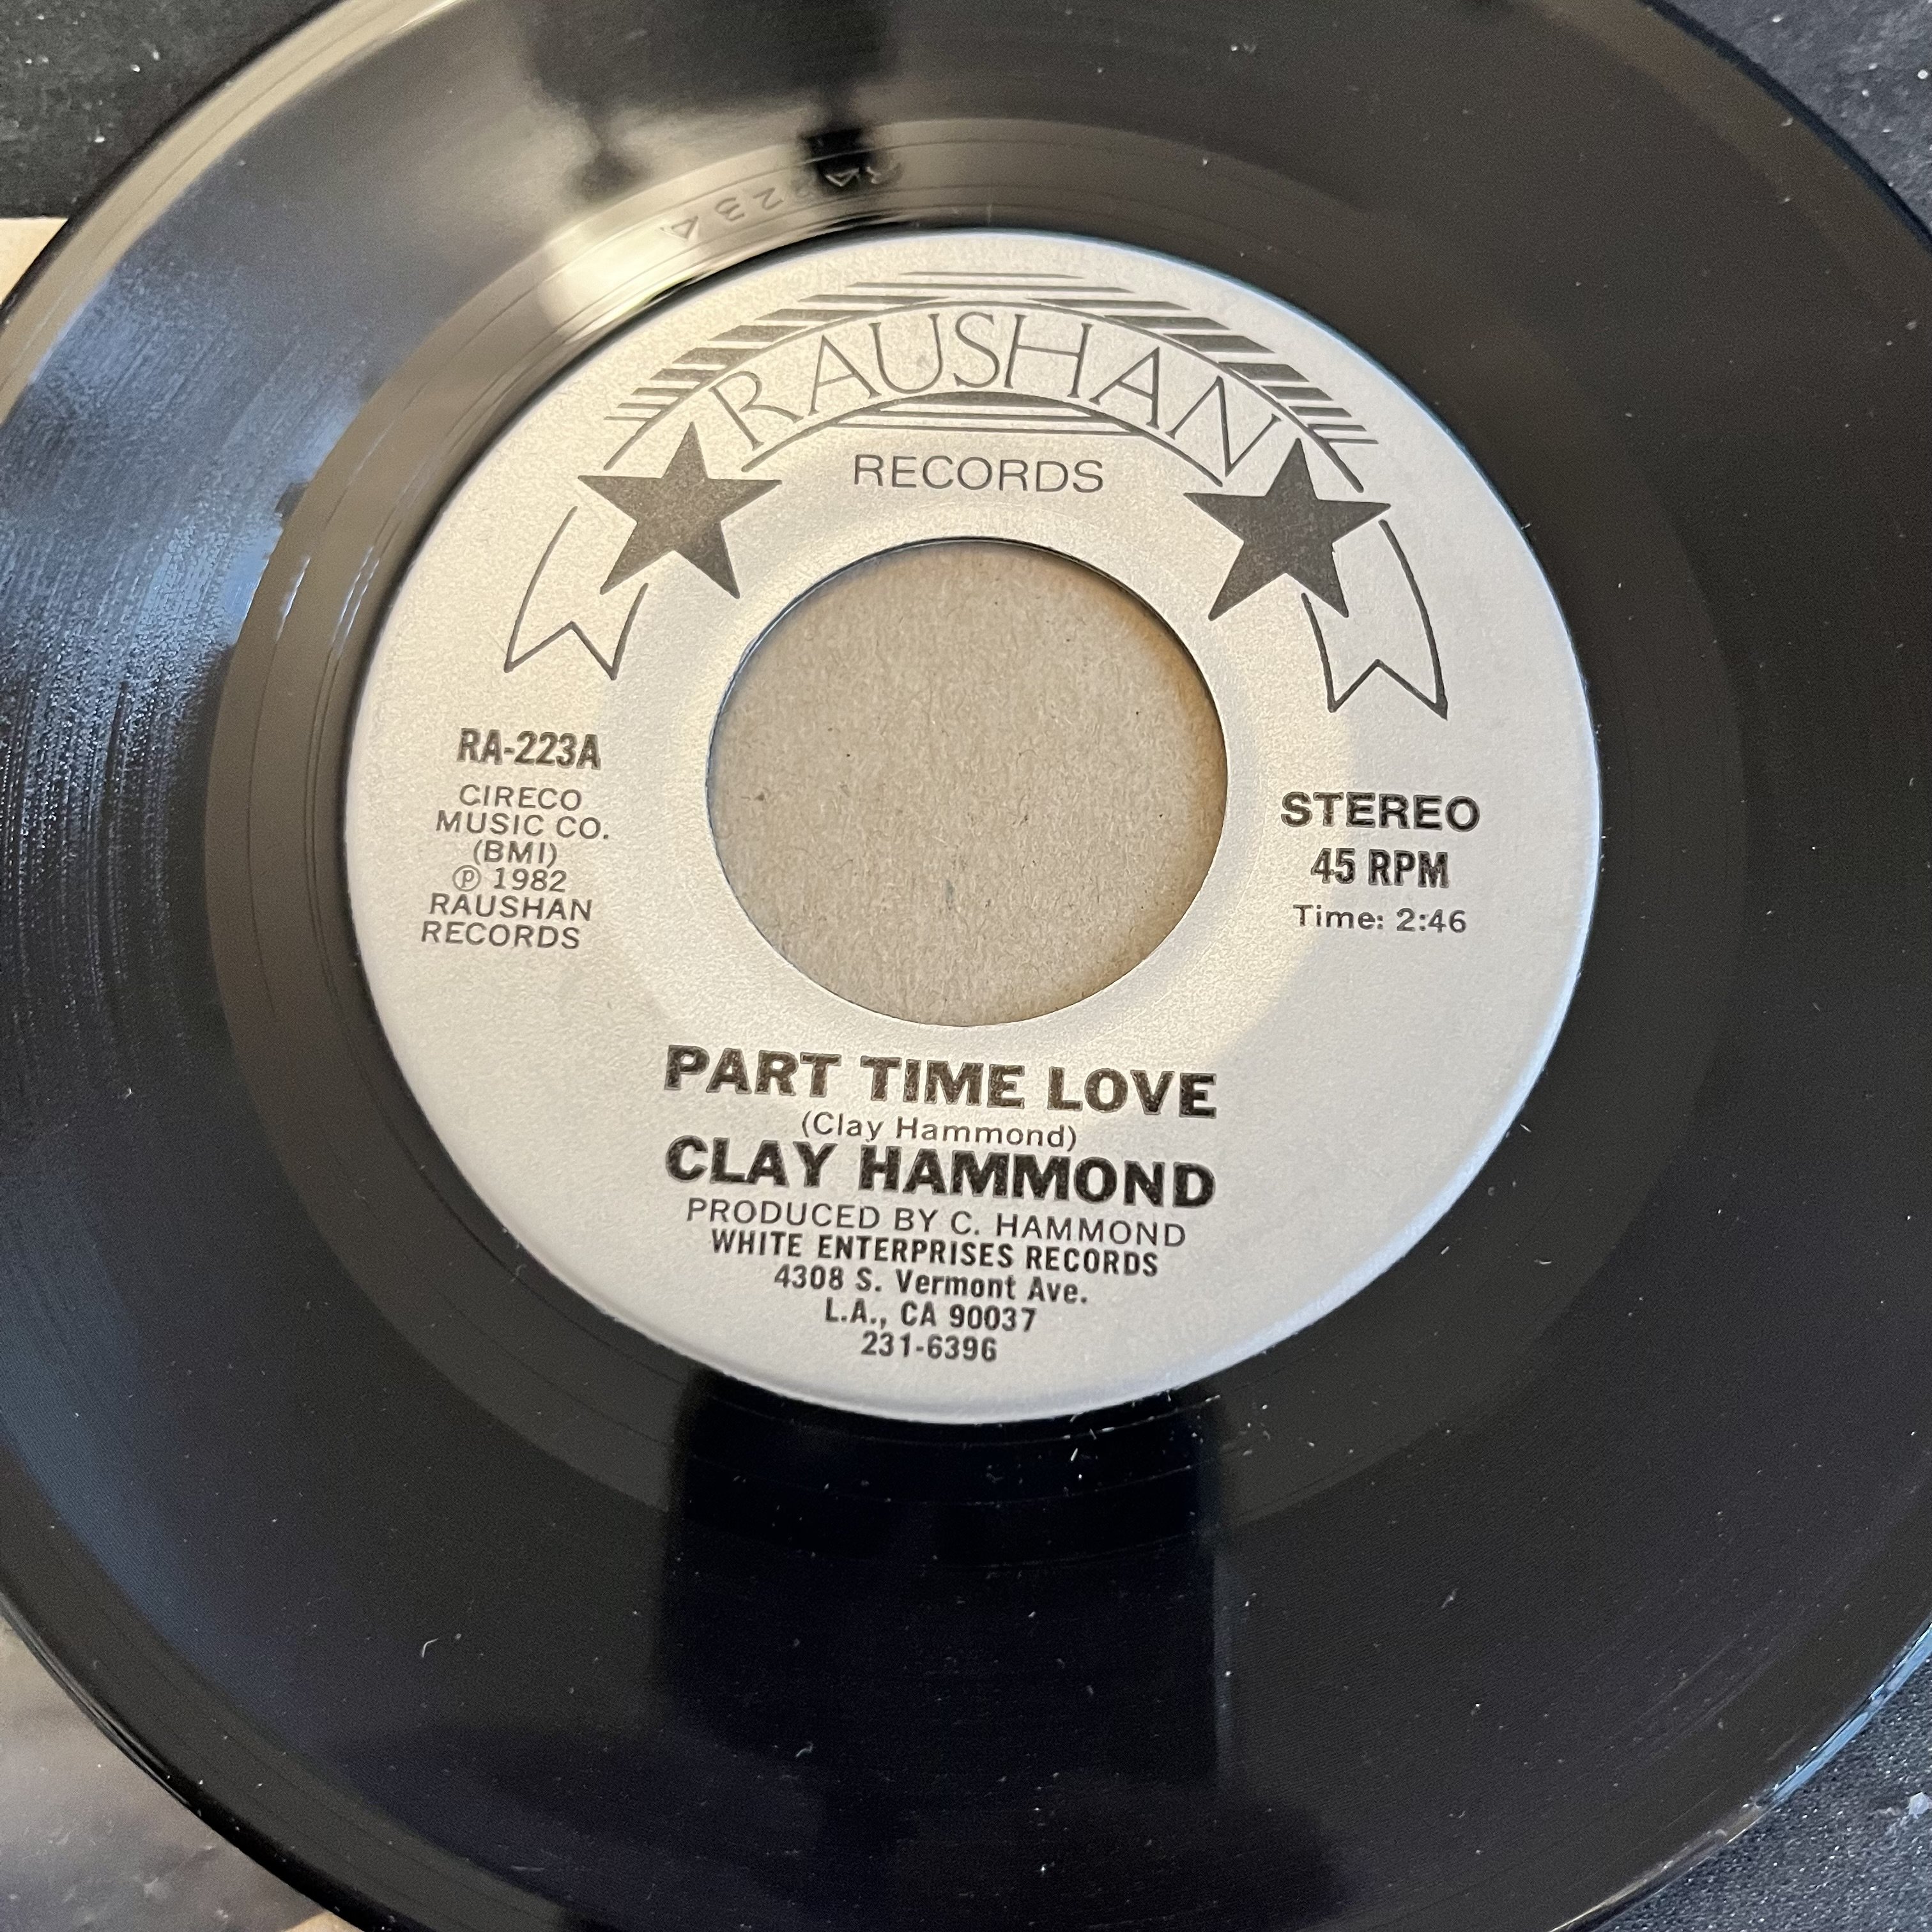 RAUSHAN
RECORDS
RA-223A
CIRECO
MUSIC CO.
(BMI)
℗ 1982
RAUSHAN
RECORDS
STEREO
45 RPM
Time: 2:46
PART TIME LOVE
(Clay Hammond)
CLAY HAMMOND
PRODUCED BY C. HAMMOND
WHITE ENTERPRISES RECORDS
4308 S. Vermont Ave.
L.A., CA 90037
231-6396